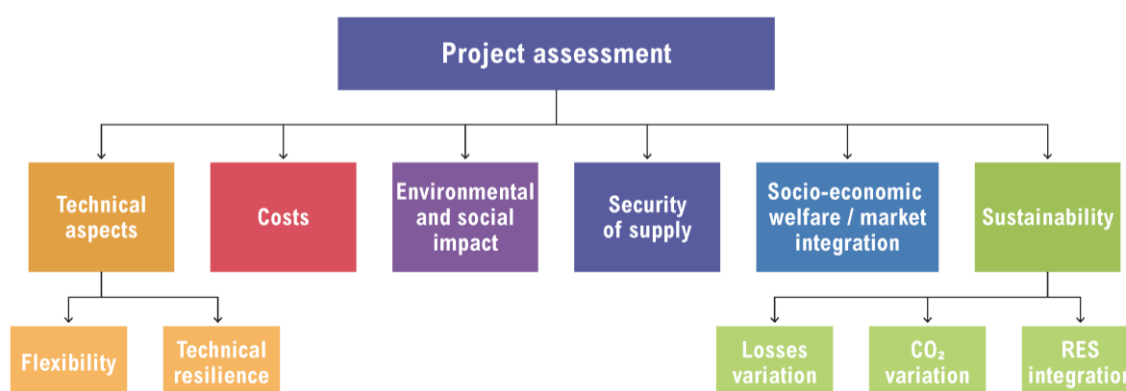 Project assessment
Technical
aspects
Costs
Environmental
and social
impact
Security
of supply
Socio-economic
welfare / market
integration
Sustainability
Flexibility
Technical
resilience
Losses
variation
CO₂
variation
RES
integration